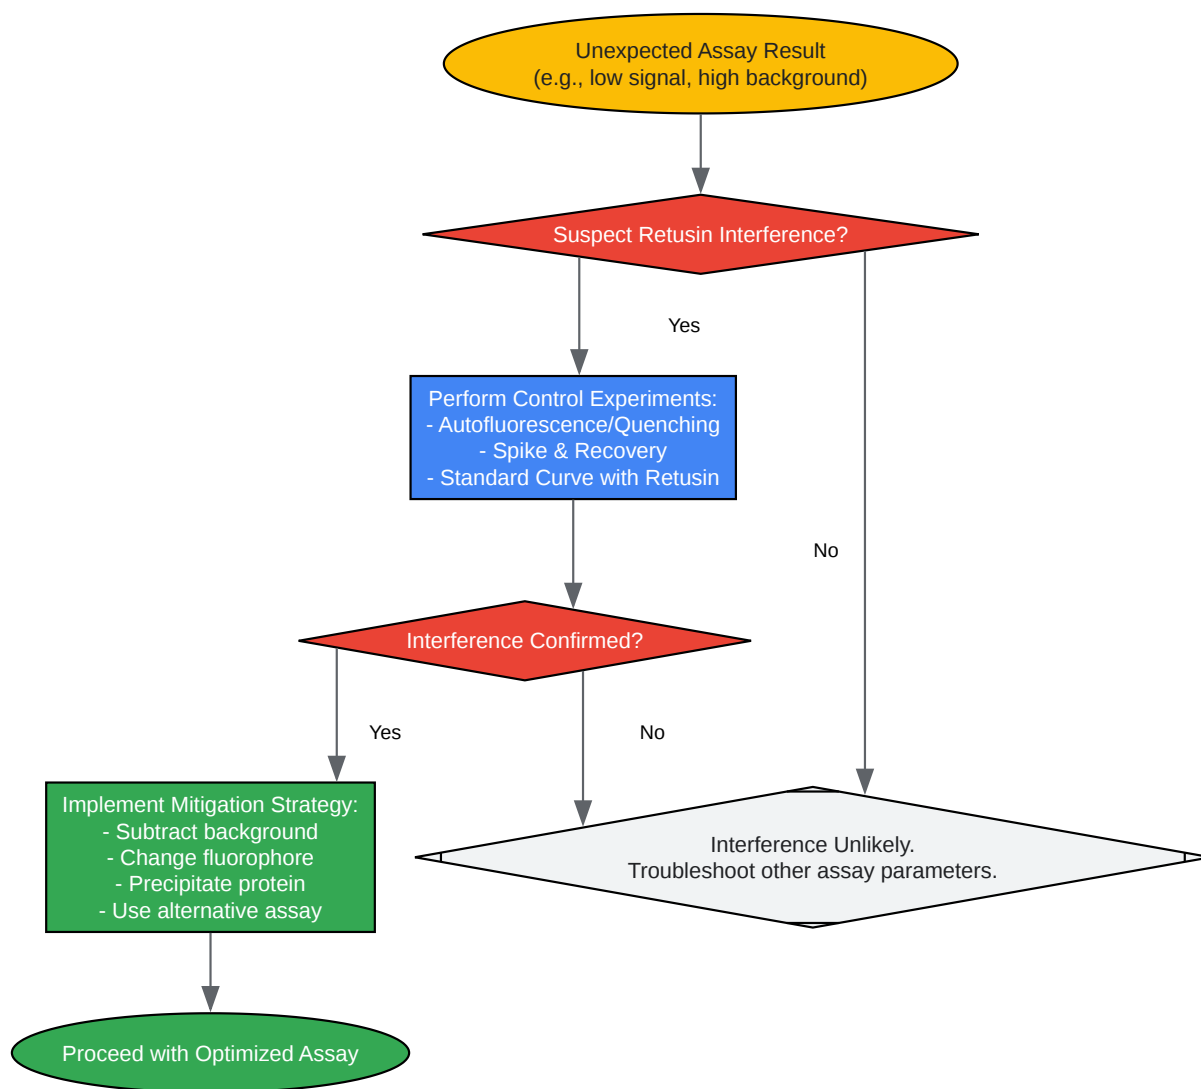 Unexpected Assay Result
(e.g., low signal, high background)
Suspect Retusin Interference?
Yes
Perform Control Experiments:
- Autofluorescence/Quenching
- Spike & Recovery
- Standard Curve with Retusin
No
Interference Confirmed?
Yes
No
Implement Mitigation Strategy:
- Subtract background
- Change fluorophore
- Precipitate protein
- Use alternative assay
Interference Unlikely.
Troubleshoot other assay parameters.
Proceed with Optimized Assay